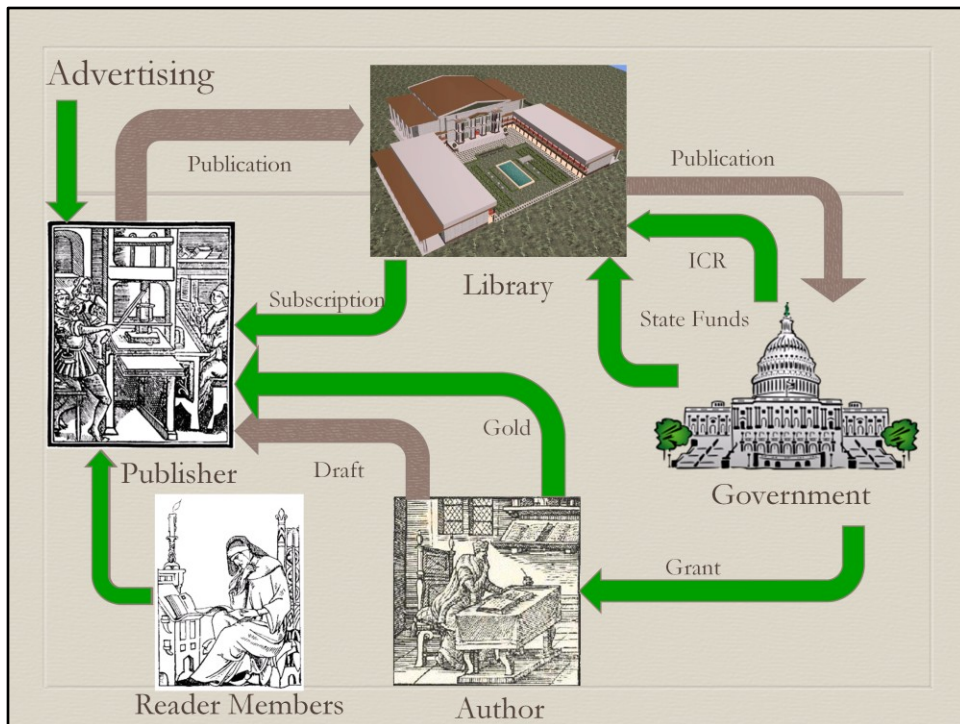 Advertising
Publication
Publication
Library
ICR
Subscription
State Funds
Gold
Draft
Publisher
Government
Grant
Reader Members
Author